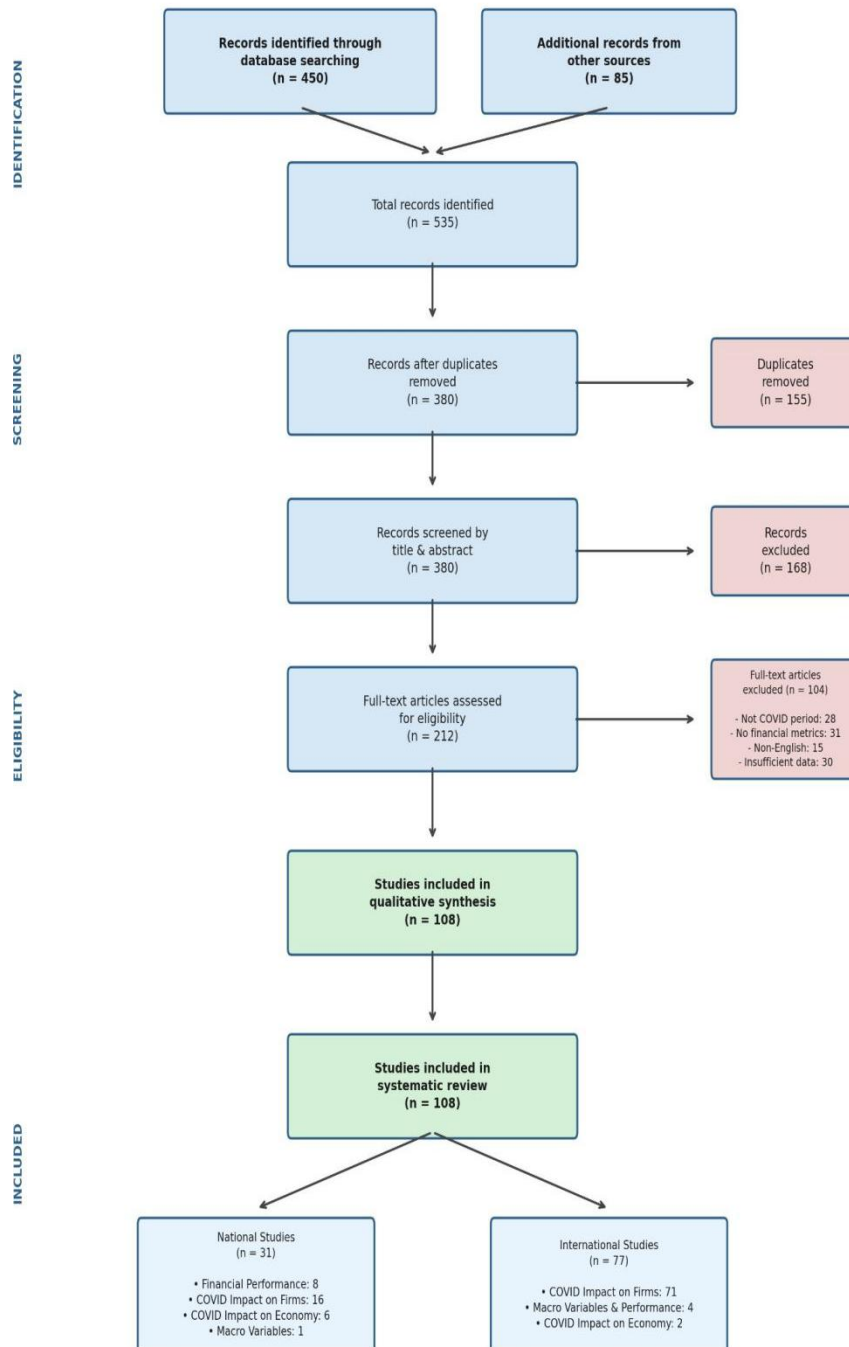 IDENTIFICATION
Records identified through
database searching
(n = 450)
Additional records from
other sources
(n = 85)
Total records identified
(n = 535)
SCREENING
Records after duplicates
removed
(n = 380)
Duplicates
removed
(n = 155)
Records screened by
title & abstract
(n = 380)
Records
excluded
(n = 168)
ELIGIBILITY
Full-text articles assessed
for eligibility
(n = 212)
Full-text articles
excluded (n = 104)
- Not COVID period: 28
- No financial metrics: 31
- Non-English: 15
- Insufficient data: 30
Studies included in
qualitative synthesis
(n = 108)
INCLUDED
Studies included in
systematic review
(n = 108)
National Studies
(n = 31)
• Financial Performance: 8
• COVID Impact on Firms: 16
• COVID Impact on Economy: 6
• Macro Variables: 1
International Studies
(n = 77)
• COVID Impact on Firms: 71
• Macro Variables & Performance: 4
• COVID Impact on Economy: 2